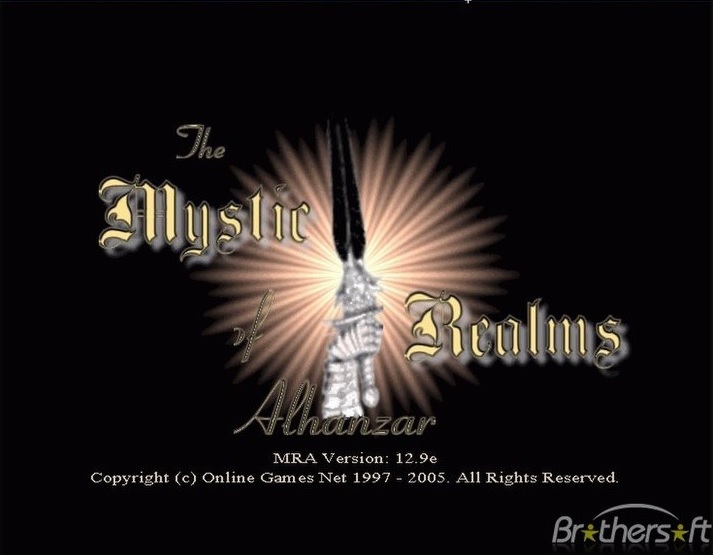 The
Mystic
of
Realms
Alhanzar
MRA Version: 12.9e
Copyright (c) Online Games Net 1997 - 2005. All Rights Reserved.
Brothersoft